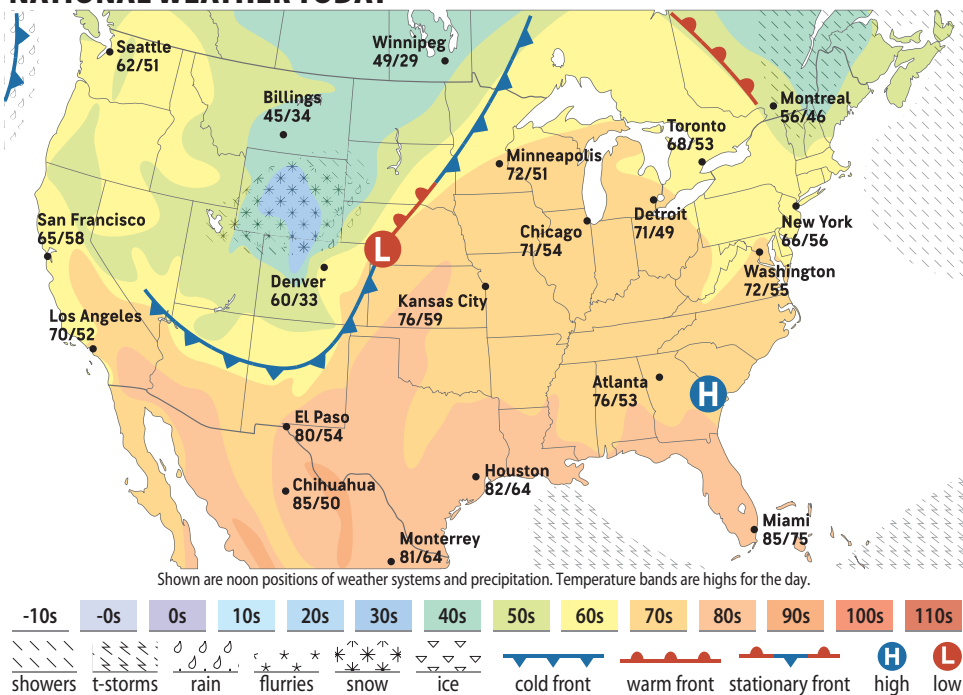 NATIONAL WEATHER TODAY
Seattle
62/51
Winnipeg
49/29
Billings
45/34
Montreal
56/46
Toronto
68/53
Minneapolis
72/51
San Francisco
65/58
Detroit
71/49
New York
66/56
Chicago
71/54
L
Washington
72/55
Denver
60/33
Kansas City
76/59
Los Angeles
70/52
Atlanta
76/53
H
El Paso
80/54
Houston
82/64
Chihuahua
85/50
Miami
85/75
Monterrey
81/64
Shown are noon positions of weather systems and precipitation. Temperature bands are highs for the day.
-10s -0s 0s 10s 20s 30s 40s 50s 60s 70s 80s 90s 100s 110s
H L
showers t-storms rain flurries snow ice cold front warm front stationary front high low